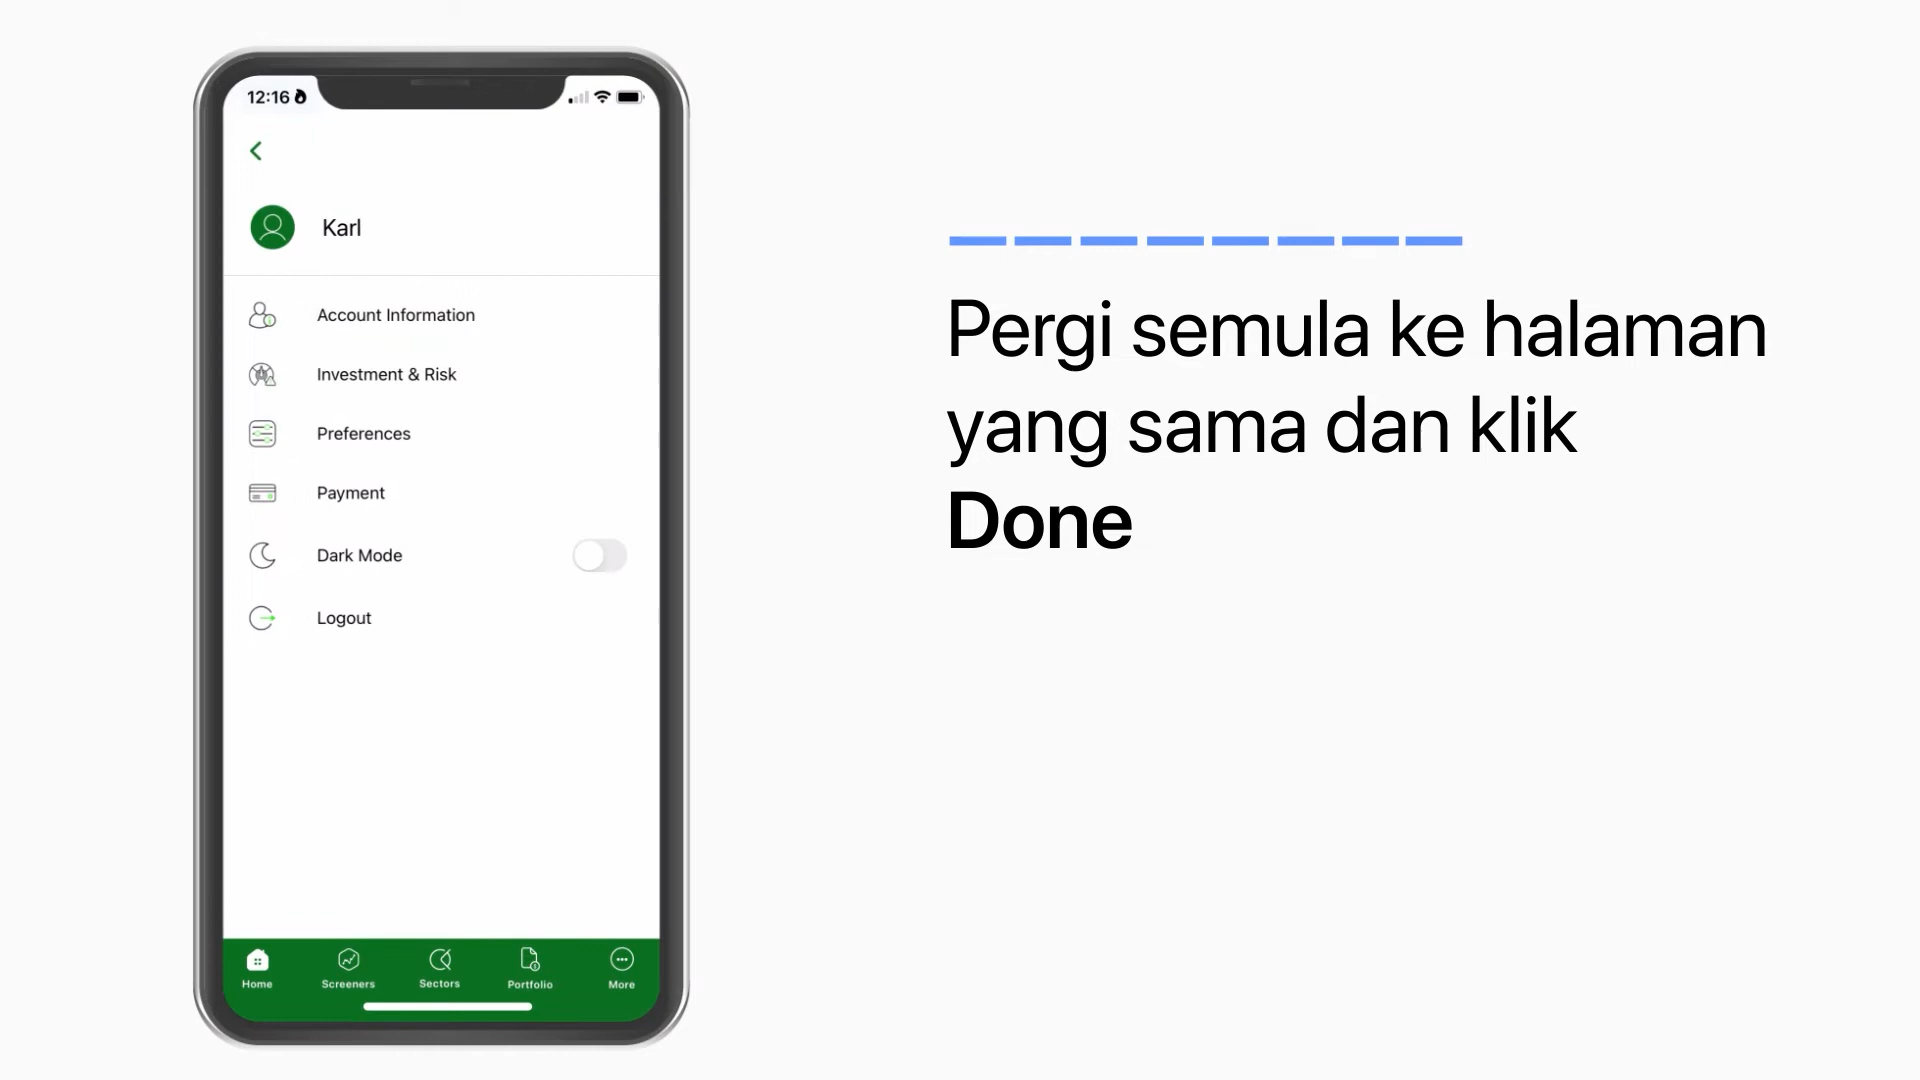 12:16
Karl
Account Information
Investment & Risk
Preferences
Payment
Dark Mode
Logout
Home
Screeners
Sectors
Portfolio
More
Pergi semula ke halaman
yang sama dan klik
Done